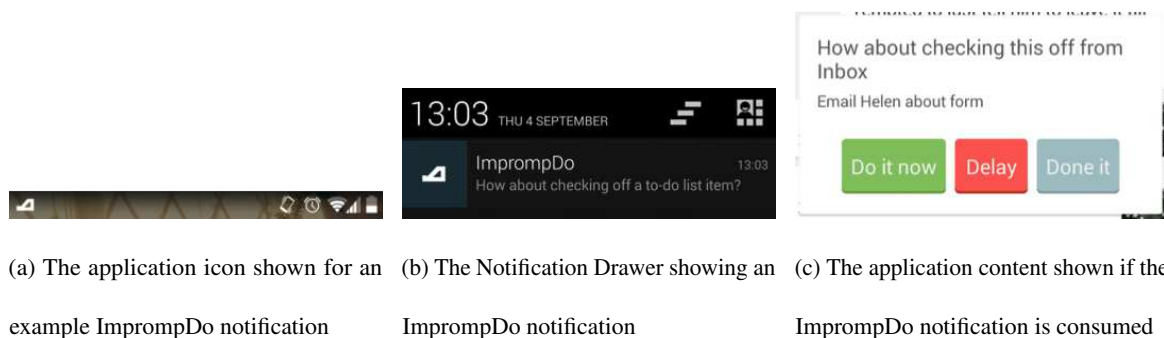 13:03 THU 4 SEPTEMBER
ImprompDo 13:03
How about checking off a to-do list item?
How about checking this off from
Inbox
Email Helen about form
Do it now Delay Done it
(a) The application icon shown for an
example ImprompDo notification
(b) The Notification Drawer showing an
ImprompDo notification
(c) The application content shown if the
ImprompDo notification is consumed